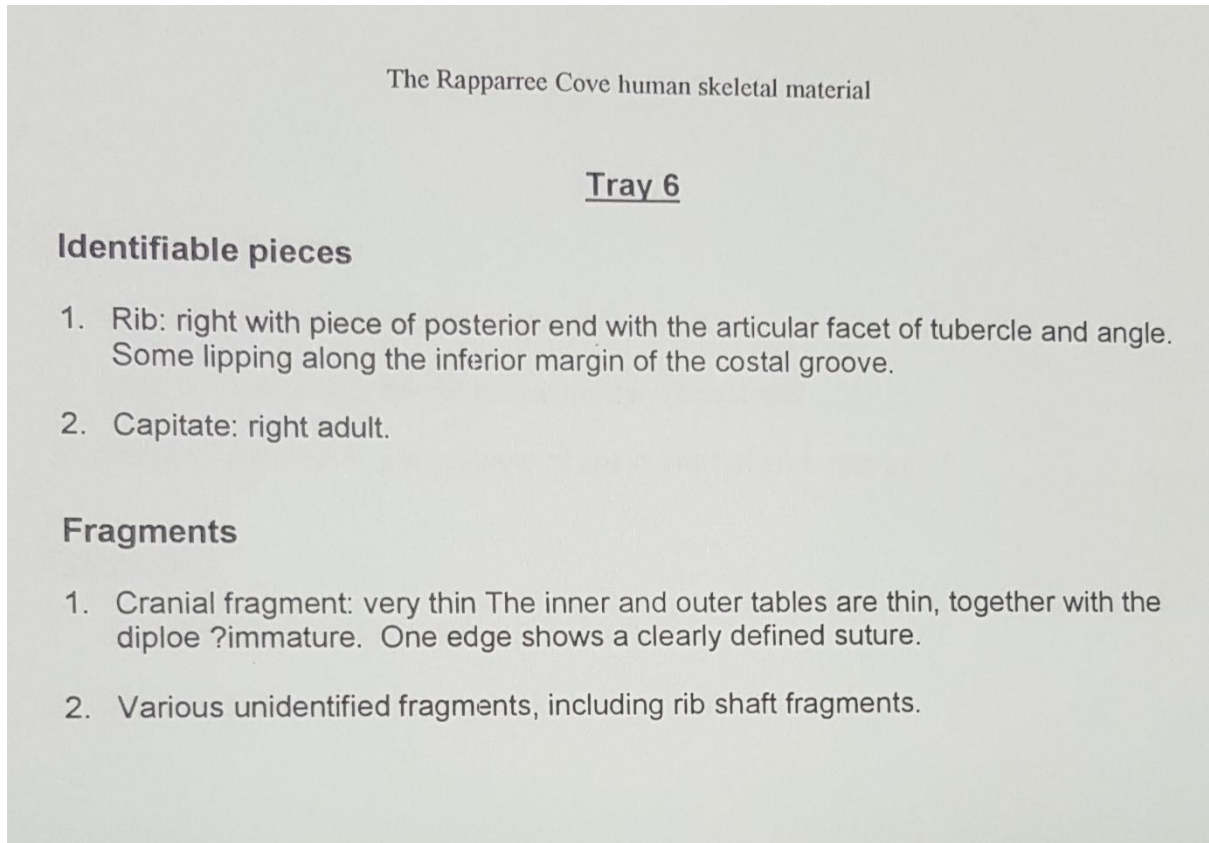 The Rapparree Cove human skeletal material
Tray 6
Identifiable pieces
1. Rib: right with piece of posterior end with the articular facet of tubercle and angle.
Some lipping along the inferior margin of the costal groove.
2. Capitate: right adult.
Fragments
1. Cranial fragment: very thin The inner and outer tables are thin, together with the
diploe ?immature. One edge shows a clearly defined suture.
2. Various unidentified fragments, including rib shaft fragments.